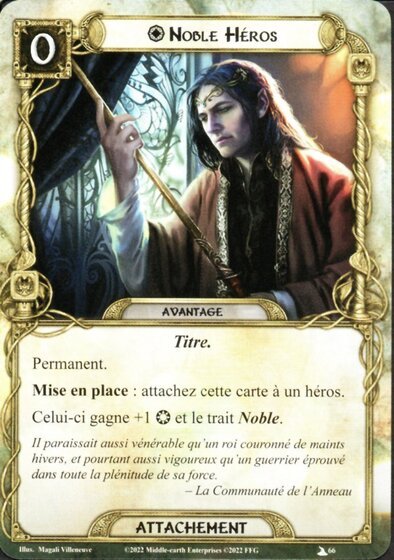 0
Noble Héros
AVANTAGE
Titre.
Permanent.
Mise en place : attachez cette carte à un héros.
Celui-ci gagne +1 et le trait Noble.
Il paraissait aussi vénérable qu'un roi couronné de maints
hivers, et pourtant aussi vigoureux qu'un guerrier éprouvé
dans toute la plénitude de sa force.
– La Communauté de l'Anneau
Illus. Magali Villeneuve ©2022 Middle-earth Enterprises ©2022 FFG 66
ATTACHEMENT